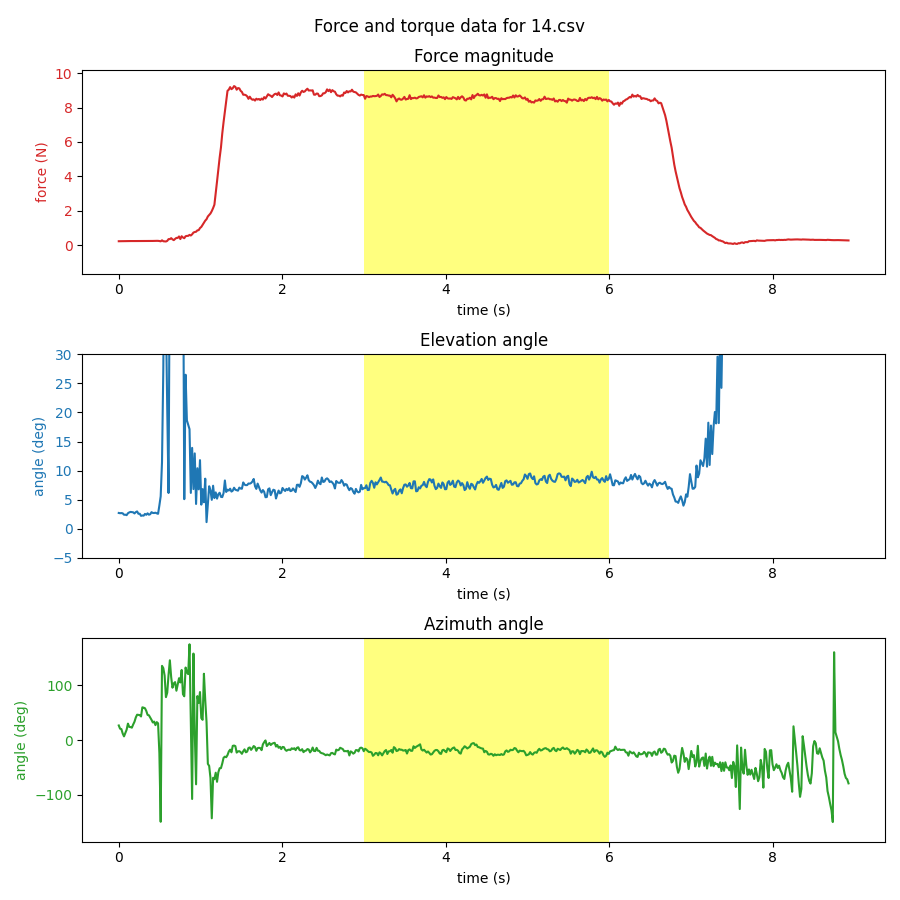 Force and torque data for 14.csv
Force magnitude
10
8
6
4
2
0
force (N)
0 2 4 6 8
time (s)
Elevation angle
30
25
20
15
10
5
0
−5
angle (deg)
0 2 4 6 8
time (s)
Azimuth angle
100
0
−100
angle (deg)
0 2 4 6 8
time (s)